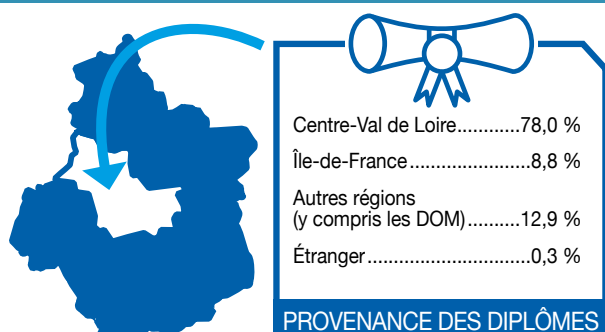 Centre-Val de Loire............78,0 %
Île-de-France.......................8,8 %
Autres régions
(y compris les DOM)..........12,9 %
Étranger...............................0,3 %
PROVENANCE DES DIPLÔMES